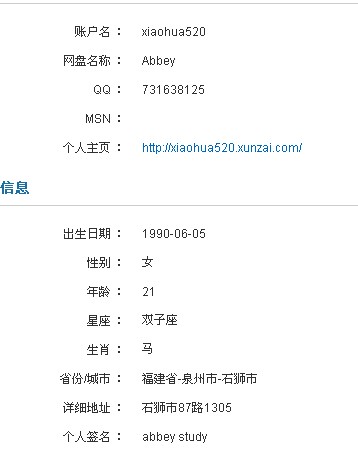 账户名： xiaohua520
网盘名称： Abbey
QQ： 731638125
MSN：
个人主页： http://xiaohua520.xunzai.com/
信息
出生日期： 1990-06-05
性别： 女
年龄： 21
星座： 双子座
生肖： 马
省份/城市： 福建省-泉州市-石狮市
详细地址： 石狮市87路1305
个人签名： abbey study